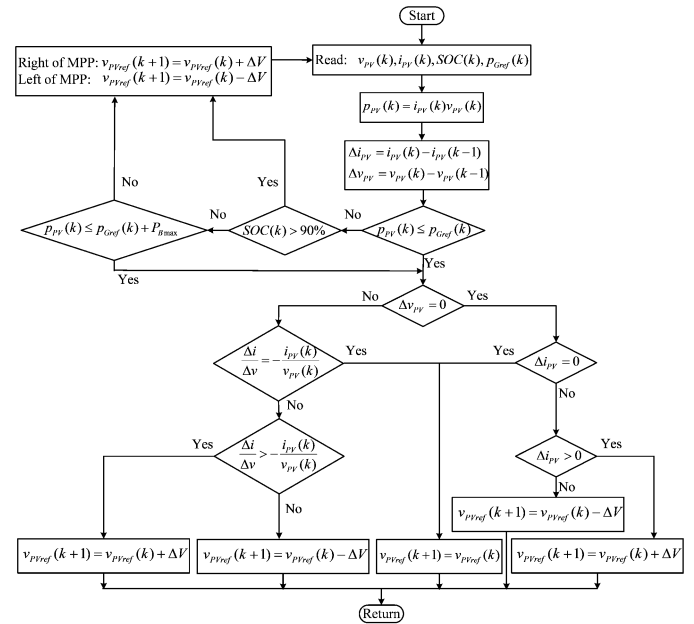 Start
Right of MPP: v_PVref(k+1)=v_PVref(k)+ΔV
Left of MPP: v_PVref(k+1)=v_PVref(k)−ΔV
Read: v_PV(k),i_PV(k),SOC(k),p_Gref(k)
p_PV(k)=i_PV(k)v_PV(k)
Δi_PV=i_PV(k)−i_PV(k−1)
Δv_PV=v_PV(k)−v_PV(k−1)
No
Yes
No
No
p_PV(k)≤p_Gref(k)+P_Bmax
SOC(k)>90%
p_PV(k)≤p_Gref(k)
Yes
Yes
No
Δv_PV=0
Yes
Δi/Δv=−i_PV(k)/v_PV(k)
Yes
Yes
Δi_PV=0
No
No
Yes
Δi/Δv>−i_PV(k)/v_PV(k)
Δi_PV>0
Yes
No
No
v_PVref(k+1)=v_PVref(k)−ΔV
v_PVref(k+1)=v_PVref(k)+ΔV
v_PVref(k+1)=v_PVref(k)−ΔV
v_PVref(k+1)=v_PVref(k)
v_PVref(k+1)=v_PVref(k)+ΔV
Return